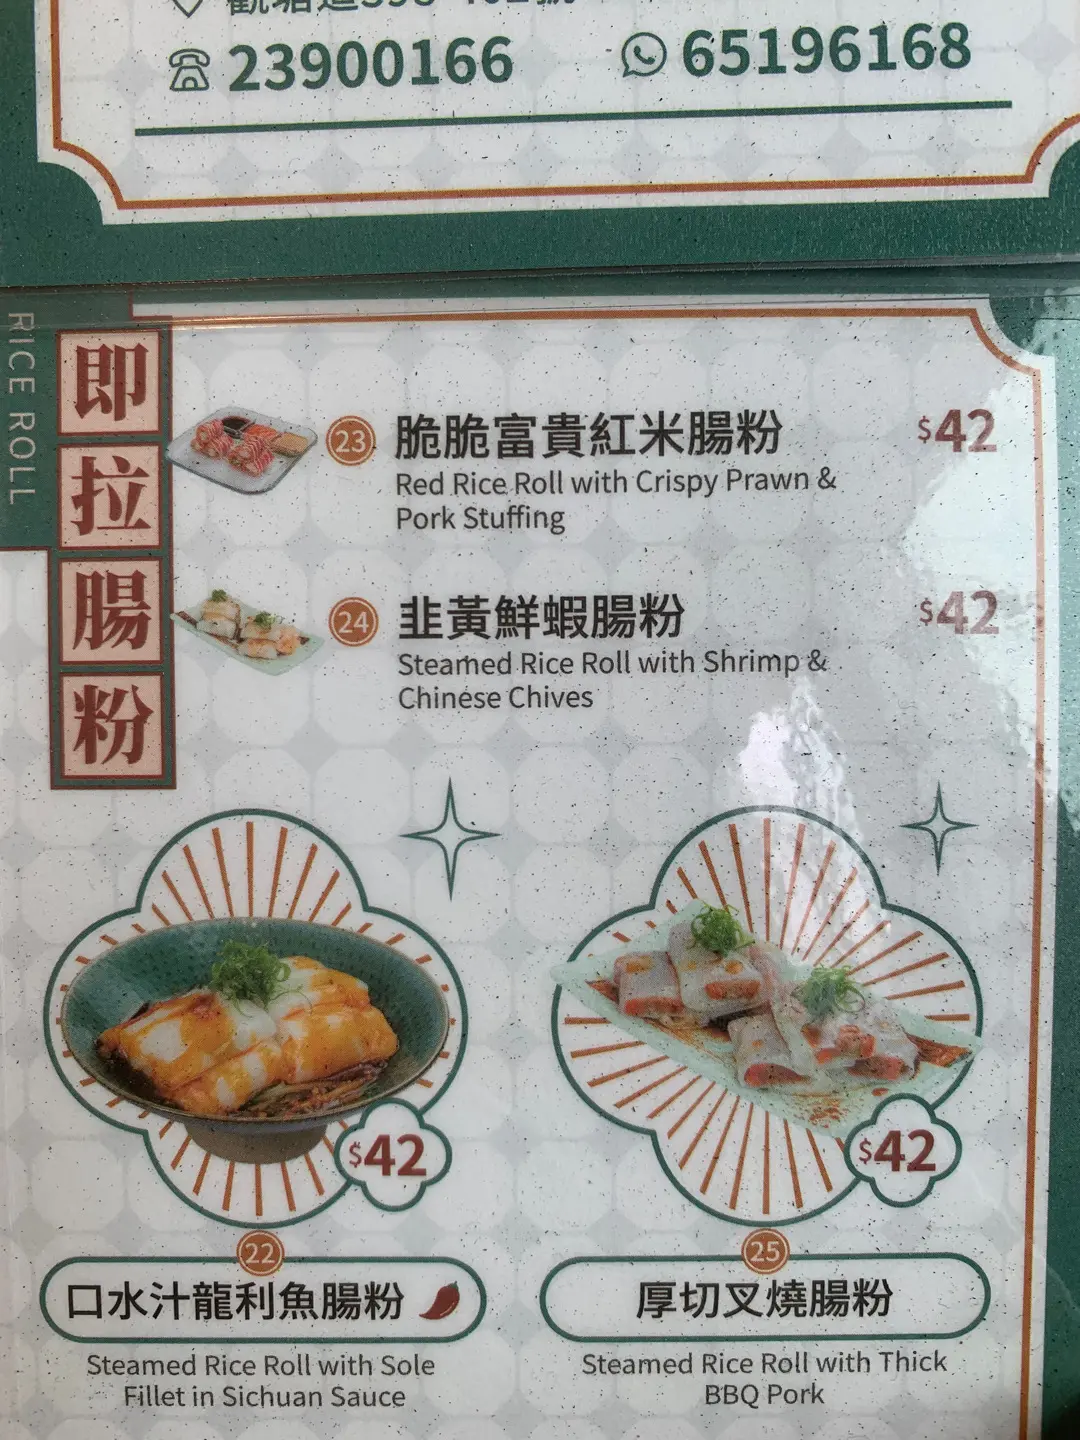 23900166
65196168
RICE ROLL
即拉腸粉
23
脆脆富貴紅米腸粉
$42
Red Rice Roll with Crispy Prawn &
Pork Stuffing
24
韭黃鮮蝦腸粉
$42
Steamed Rice Roll with Shrimp &
Chinese Chives
$42
22
口水汁龍利魚腸粉
Steamed Rice Roll with Sole
Fillet in Sichuan Sauce
$42
25
厚切叉燒腸粉
Steamed Rice Roll with Thick
BBQ Pork